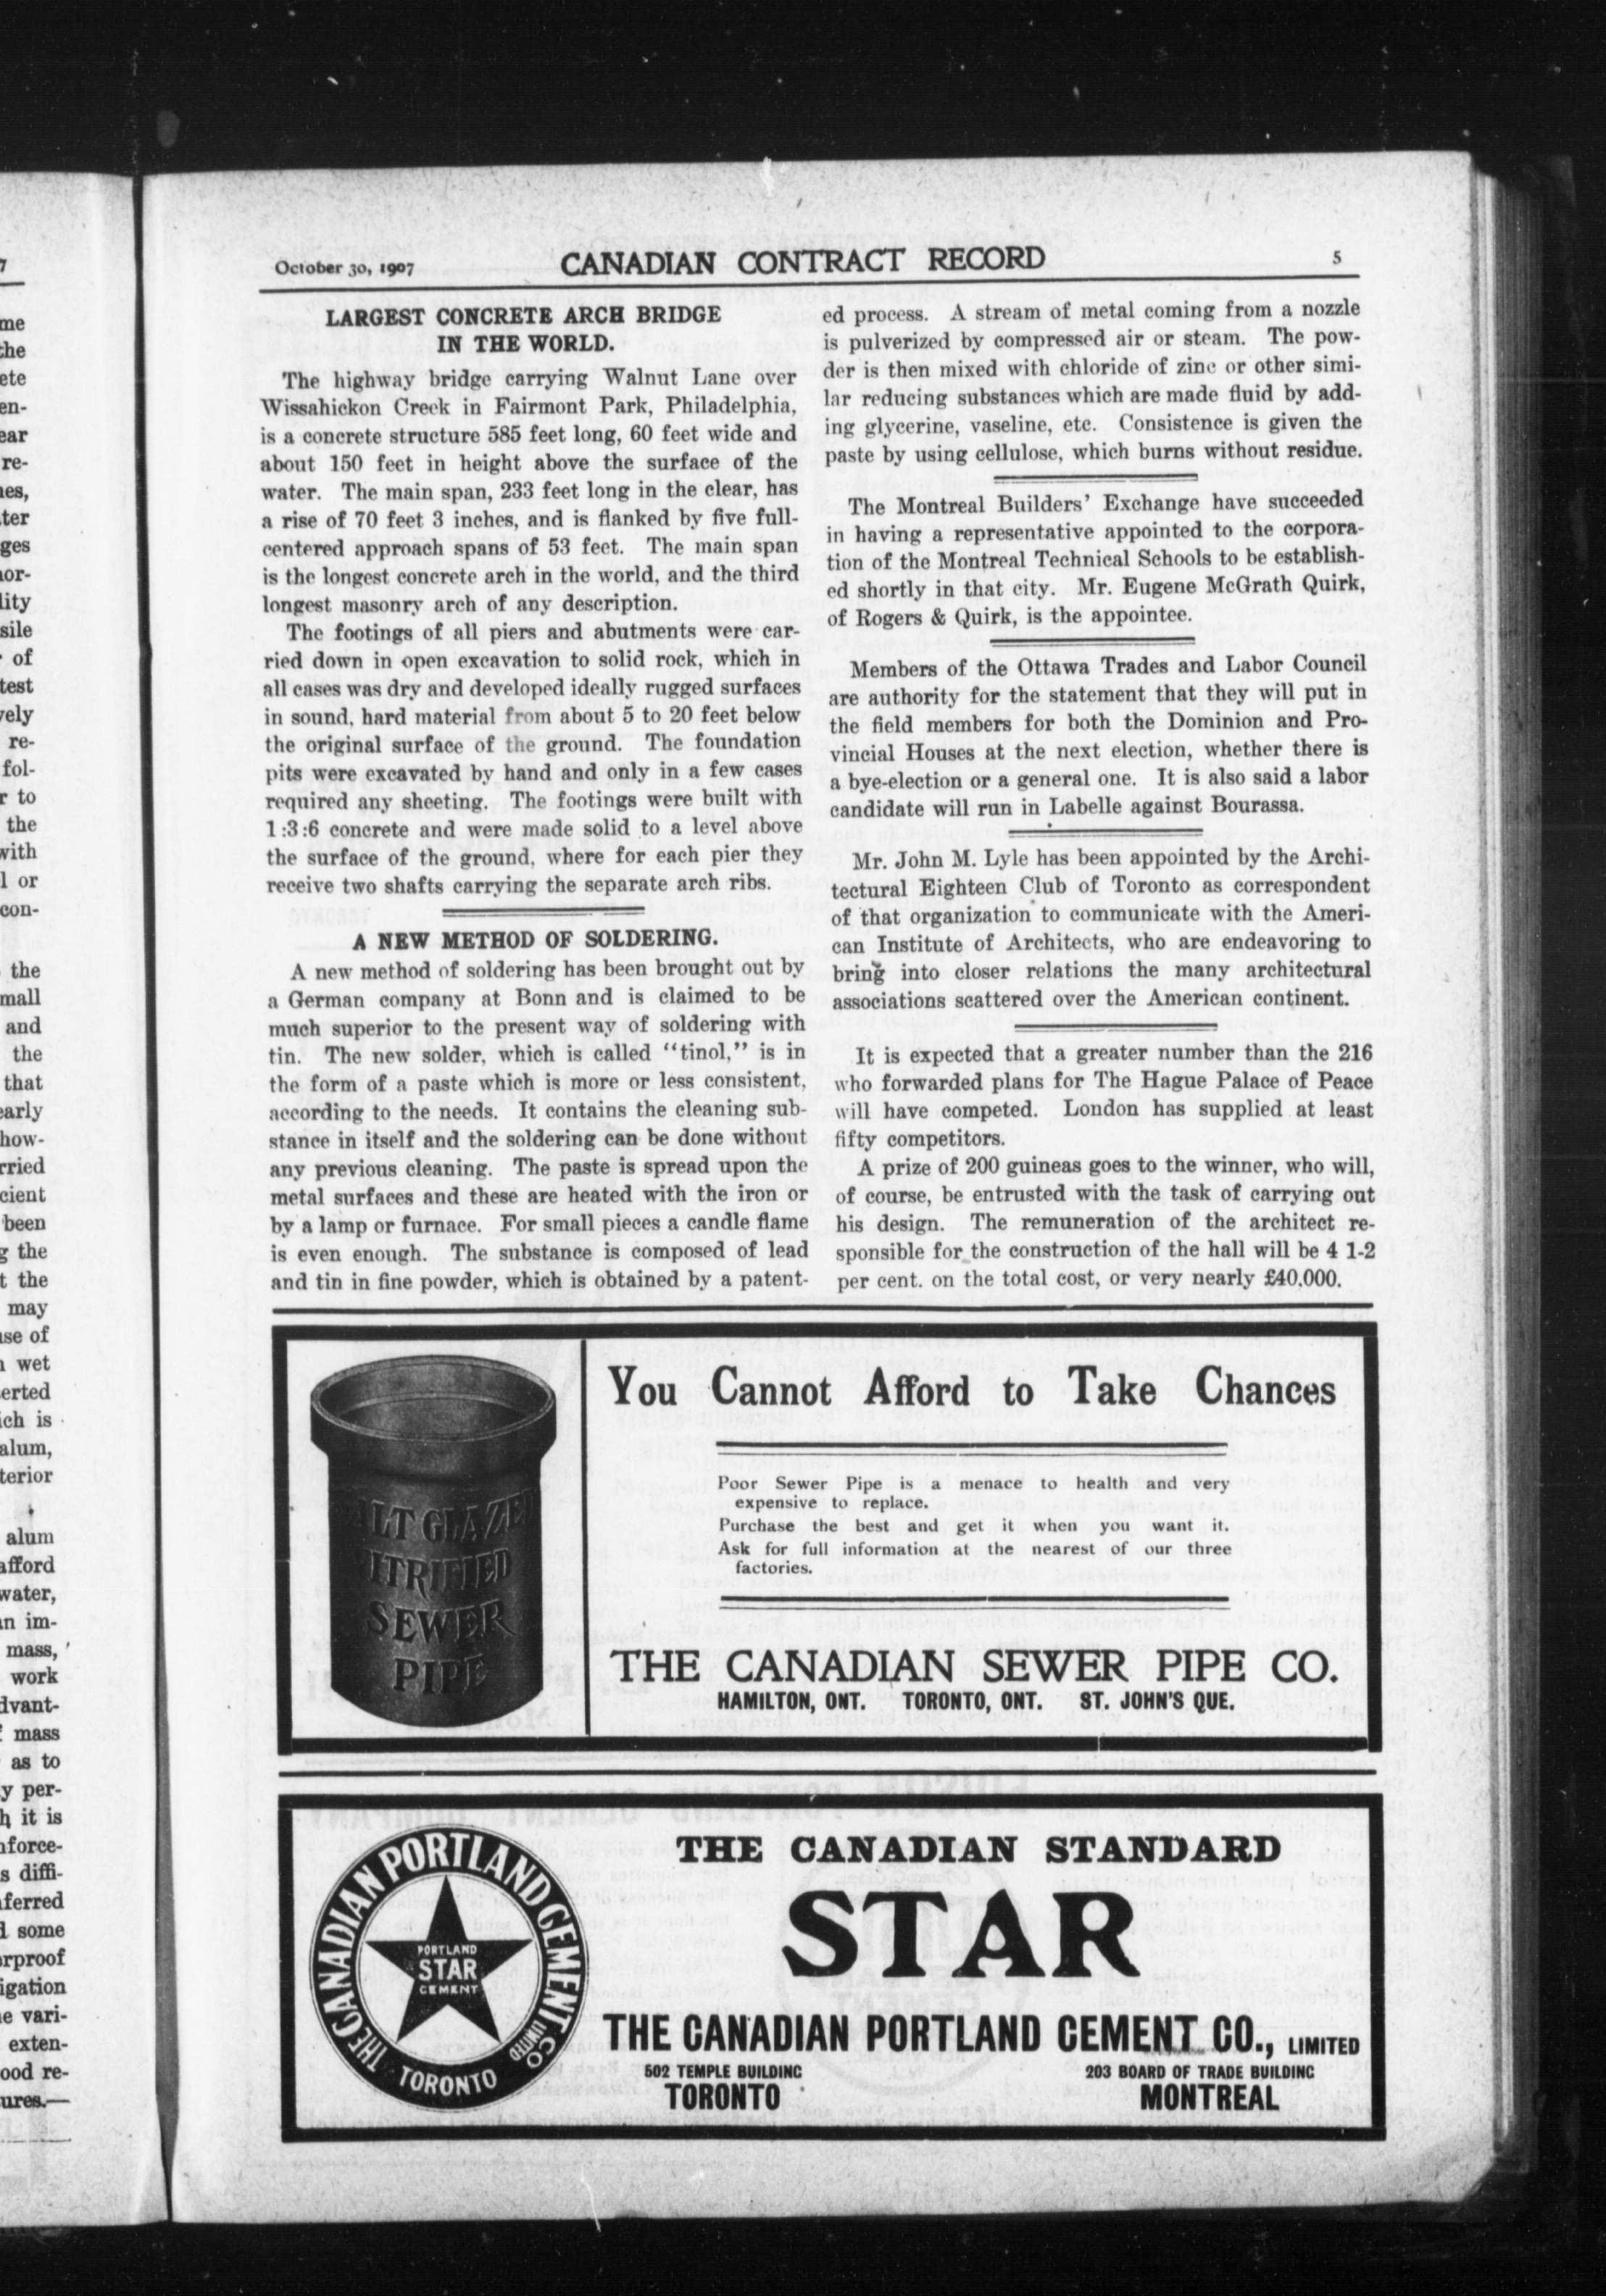 October 30, 1907
CANADIAN CONTRACT RECORD
5
LARGEST CONCRETE ARCH BRIDGE
IN THE WORLD.
The highway bridge carrying Walnut Lane over
Wissahickon Creek in Fairmont Park, Philadelphia,
is a concrete structure 585 feet long, 60 feet wide and
about 150 feet in height above the surface of the
water. The main span, 233 feet long in the clear, has
a rise of 70 feet 3 inches, and is flanked by five full-
centered approach spans of 53 feet. The main span
is the longest concrete arch in the world, and the third
longest masonry arch of any description.
The footings of all piers and abutments were car-
ried down in open excavation to solid rock, which in
all cases was dry and developed ideally rugged surfaces
in sound, hard material from about 5 to 20 feet below
the original surface of the ground. The foundation
pits were excavated by hand and only in a few cases
required any sheeting. The footings were built with
1:3:6 concrete and were made solid to a level above
the surface of the ground, where for each pier they
receive two shafts carrying the separate arch ribs.
A NEW METHOD OF SOLDERING.
A new method of soldering has been brought out by
a German company at Bonn and is claimed to be
much superior to the present way of soldering with
tin. The new solder, which is called "tinol," is in
the form of a paste which is more or less consistent,
according to the needs. It contains the cleaning sub-
stance in itself and the soldering can be done without
any previous cleaning. The paste is spread upon the
metal surfaces and these are heated with the iron or
by a lamp or furnace. For small pieces a candle flame
is even enough. The substance is composed of lead
and tin in fine powder, which is obtained by a patent-
ed process. A stream of metal coming from a nozzle
is pulverized by compressed air or steam. The pow-
der is then mixed with chloride of zinc or other simi-
lar reducing substances which are made fluid by add-
ing glycerine, vaseline, etc. Consistence is given the
paste by using cellulose, which burns without residue.
The Montreal Builders' Exchange have succeeded
in having a representative appointed to the corpora-
tion of the Montreal Technical Schools to be establish-
ed shortly in that city. Mr. Eugene McGrath Quirk,
of Rogers & Quirk, is the appointee.
Members of the Ottawa Trades and Labor Council
are authority for the statement that they will put in
the field members for both the Dominion and Pro-
vincial Houses at the next election, whether there is
a bye-election or a general one. It is also said a labor
candidate will run in Labelle against Bourassa.
Mr. John M. Lyle has been appointed by the Archi-
tectural Eighteen Club of Toronto as correspondent
of that organization to communicate with the Ameri-
can Institute of Architects, who are endeavoring to
bring into closer relations the many architectural
associations scattered over the American continent.
It is expected that a greater number than the 216
who forwarded plans for The Hague Palace of Peace
will have competed. London has supplied at least
fifty competitors.
A prize of 200 guineas goes to the winner, who will,
of course, be entrusted with the task of carrying out
his design. The remuneration of the architect re-
sponsible for the construction of the hall will be 4 1-2
per cent. on the total cost, or very nearly £40,000.
LT GLAZE
ITRIFIED
SEWER
PIPE
You Cannot Afford to Take Chances
Poor Sewer Pipe is a menace to health and very
expensive to replace.
Purchase the best and get it when you want it.
Ask for full information at the nearest of our three
factories.
THE CANADIAN SEWER PIPE CO.
HAMILTON, ONT. TORONTO, ONT. ST. JOHN'S QUE.
THE CANADIAN PORTLAND CEMENT CO LIMITED
TORONTO
PORTLAND
STAR
CEMENT
THE CANADIAN STANDARD
STAR
THE CANADIAN PORTLAND CEMENT CO., LIMITED
502 TEMPLE BUILDING
TORONTO
203 BOARD OF TRADE BUILDING
MONTREAL